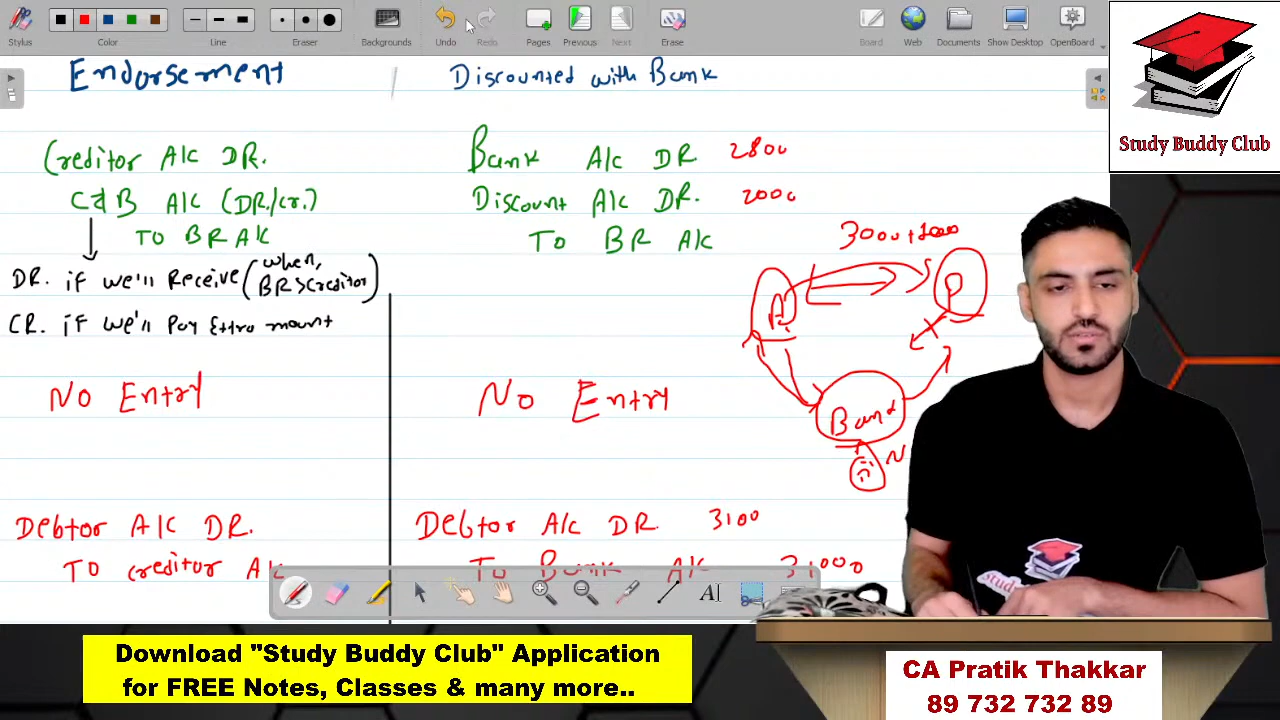 Stylus
Color
Line
Eraser
Backgrounds
Undo
Redo
Pages
Previous
Next
Erase
Board
Web
Documents
Show Desktop
OpenBoard
Study Buddy Club
Endorsement
Creditor A/c DR.
C&B A/c (DR./Cr.)
TO BR A/c
DR. if we'll Receive (when, BR>Creditor)
CR. if we'll Pay Extra mount
No Entry
Debtor A/c DR.
TO creditor A/c
Discounted with Bank
Bank A/c DR 2800
Discount A/c DR. 2000
TO BR A/c
3000+1000
A
P
Bank
N
No Entry
Debtor A/c DR 3100
TO Bank A/c 31000
Download "Study Buddy Club" Application
for FREE Notes, Classes & many more..
CA Pratik Thakkar
89 732 732 89